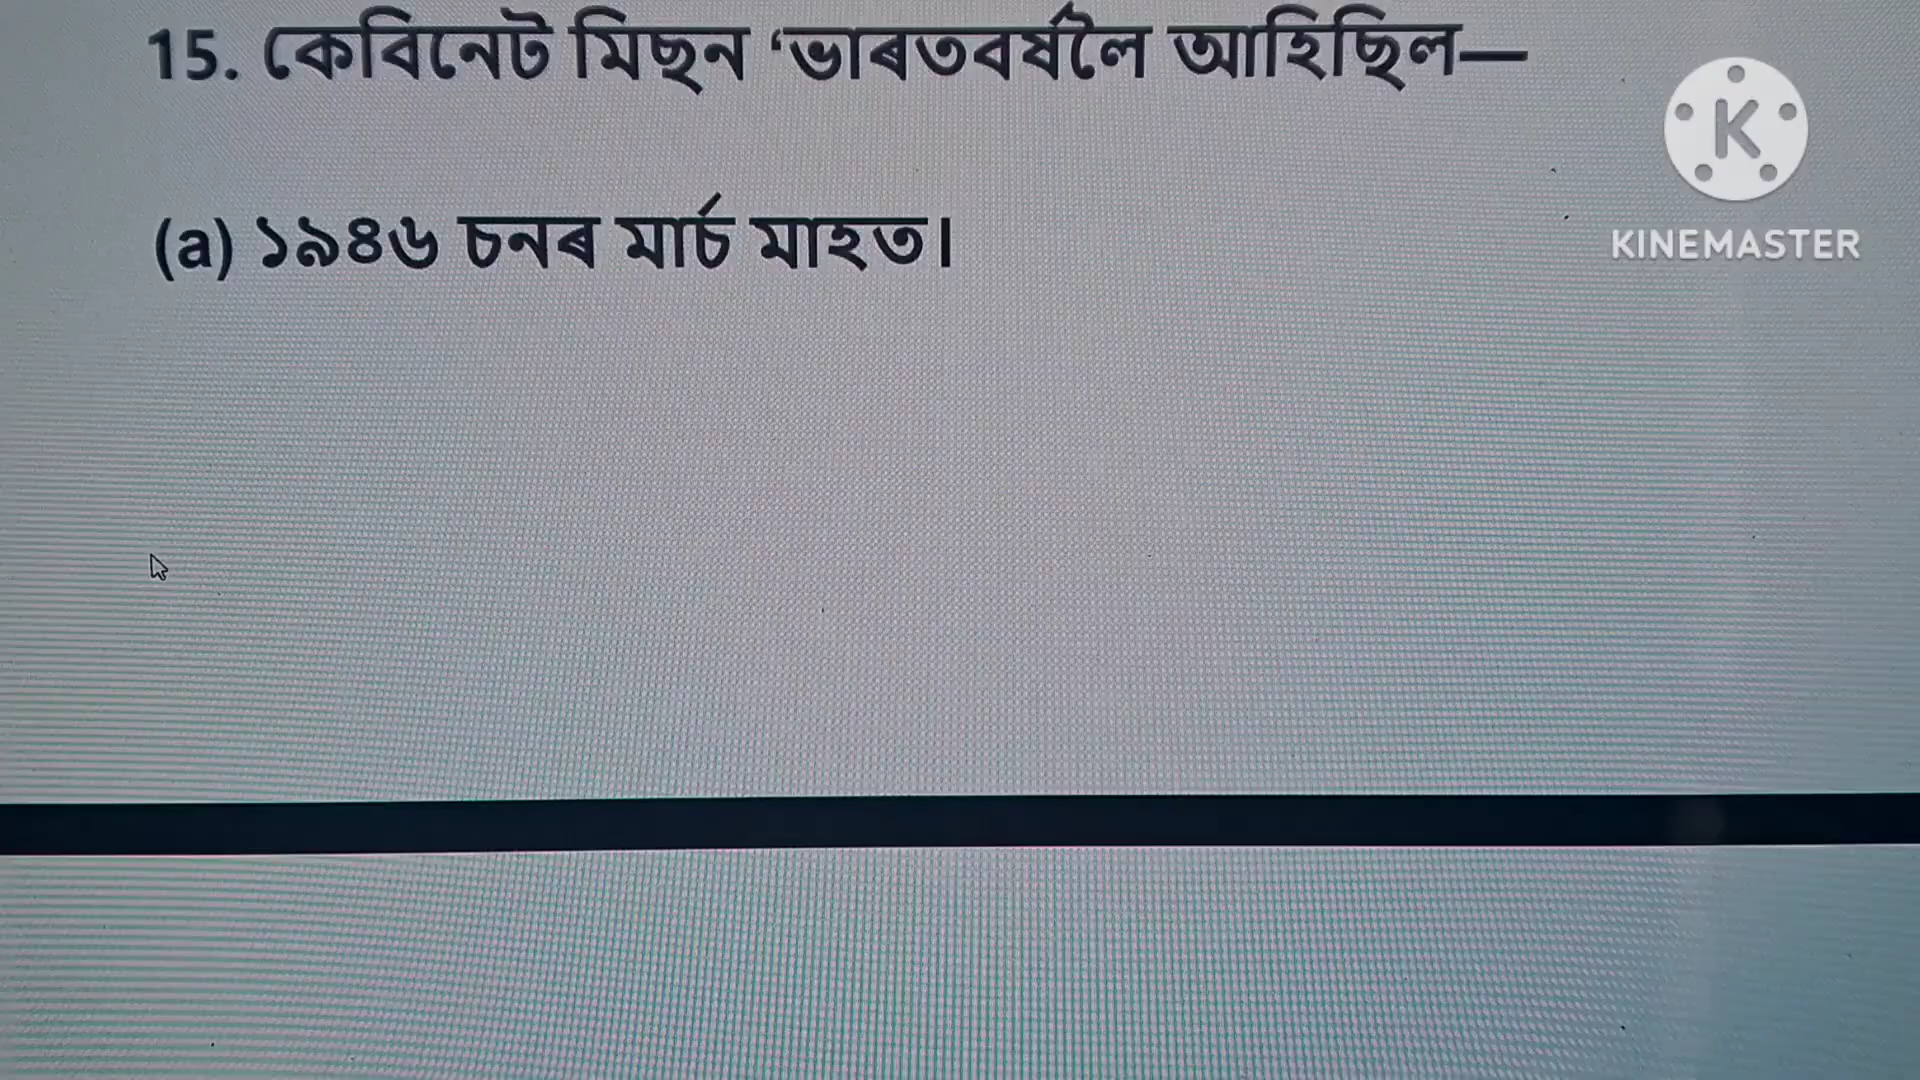 15. কেবিনেট মিছন ‘ভাৰতবৰ্ষলৈ আহিছিল—
(a) ১৯৪৬ চনৰ মাৰ্চ মাহত।
K
KINEMASTER